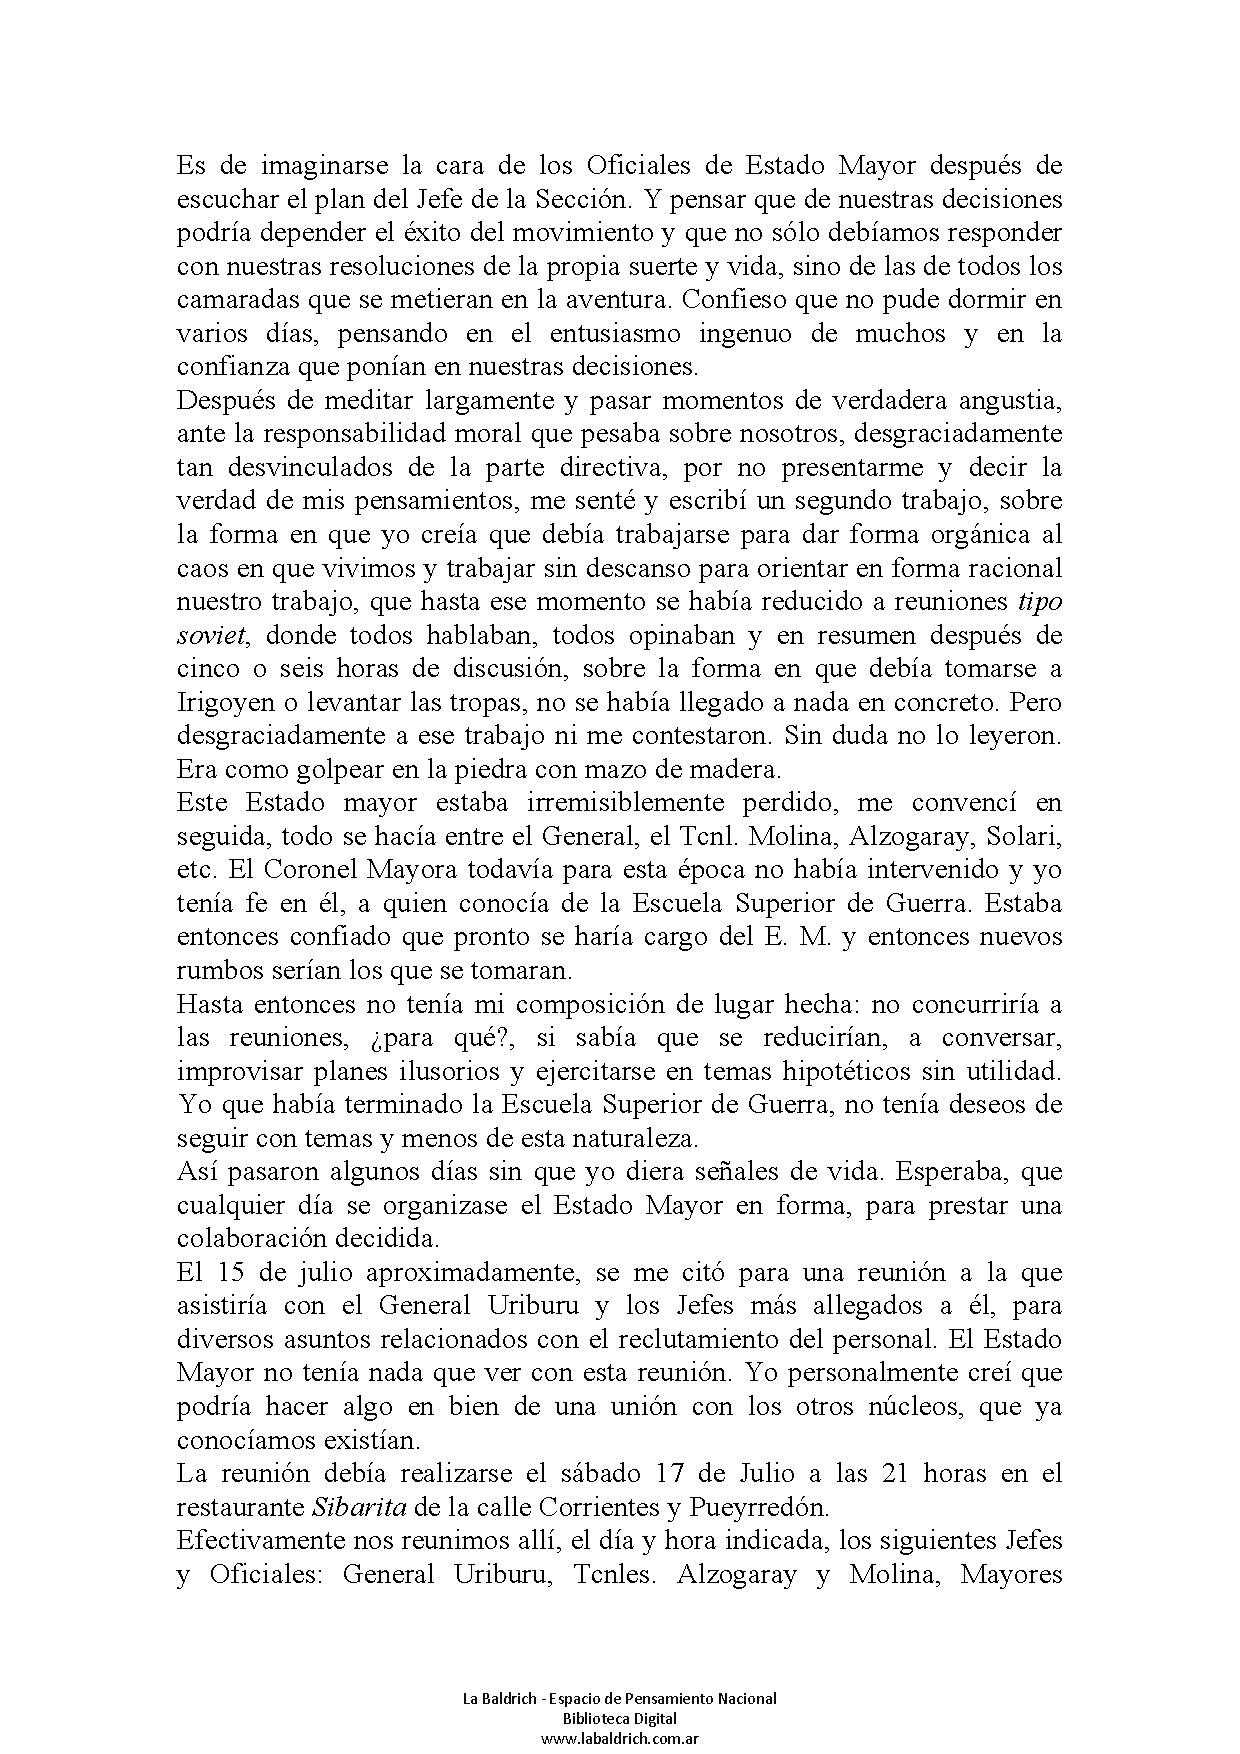 Es de imaginarse la cara de los Oficiales de Estado Mayor después de
escuchar el plan del Jefe de la Sección. Y pensar que de nuestras decisiones
podría depender el éxito del movimiento y que no sólo debíamos responder
con nuestras resoluciones de la propia suerte y vida, sino de las de todos los
camaradas que se metieran en la aventura. Confieso que no pude dormir en
varios días, pensando en el entusiasmo ingenuo de muchos y en la
confianza que ponían en nuestras decisiones.
Después de meditar largamente y pasar momentos de verdadera angustia,
ante la responsabilidad moral que pesaba sobre nosotros, desgraciadamente
tan desvinculados de la parte directiva, por no presentarme y decir la
verdad de mis pensamientos, me senté y escribí un segundo trabajo, sobre
la forma en que yo creía que debía trabajarse para dar forma orgánica al
caos en que vivimos y trabajar sin descanso para orientar en forma racional
nuestro trabajo, que hasta ese momento se había reducido a reuniones tipo
soviet, donde todos hablaban, todos opinaban y en resumen después de
cinco o seis horas de discusión, sobre la forma en que debía tomarse a
Irigoyen o levantar las tropas, no se había llegado a nada en concreto. Pero
desgraciadamente a ese trabajo ni me contestaron. Sin duda no lo leyeron.
Era como golpear en la piedra con mazo de madera.
Este Estado mayor estaba irremisiblemente perdido, me convencí en
seguida, todo se hacía entre el General, el Tcnl. Molina, Alzogaray, Solari,
etc. El Coronel Mayora todavía para esta época no había intervenido y yo
tenía fe en él, a quien conocía de la Escuela Superior de Guerra. Estaba
entonces confiado que pronto se haría cargo del E. M. y entonces nuevos
rumbos serían los que se tomaran.
Hasta entonces no tenía mi composición de lugar hecha: no concurriría a
las reuniones, ¿para qué?, si sabía que se reducirían, a conversar,
improvisar planes ilusorios y ejercitarse en temas hipotéticos sin utilidad.
Yo que había terminado la Escuela Superior de Guerra, no tenía deseos de
seguir con temas y menos de esta naturaleza.
Así pasaron algunos días sin que yo diera señales de vida. Esperaba, que
cualquier día se organizase el Estado Mayor en forma, para prestar una
colaboración decidida.
El 15 de julio aproximadamente, se me citó para una reunión a la que
asistiría con el General Uriburu y los Jefes más allegados a él, para
diversos asuntos relacionados con el reclutamiento del personal. El Estado
Mayor no tenía nada que ver con esta reunión. Yo personalmente creí que
podría hacer algo en bien de una unión con los otros núcleos, que ya
conocíamos existían.
La reunión debía realizarse el sábado 17 de Julio a las 21 horas en el
restaurante Sibarita de la calle Corrientes y Pueyrredón.
Efectivamente nos reunimos allí, el día y hora indicada, los siguientes Jefes
y Oficiales: General Uriburu, Tcnles. Alzogaray y Molina, Mayores
La Baldrich - Espacio de Pensamiento Nacional
Biblioteca Digital
www.labaldrich.com.ar